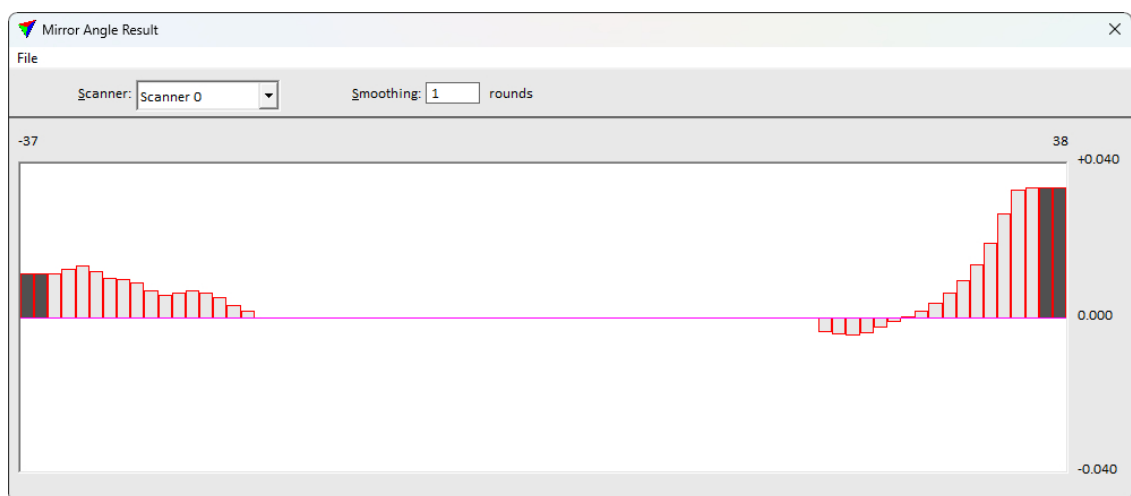 Mirror Angle Result
File
Scanner: Scanner 0 Smoothing: 1 rounds
-37 38
+0.040
0.000
-0.040